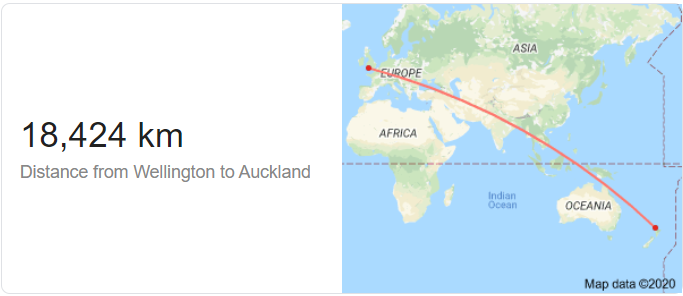 18,424 km
Distance from Wellington to Auckland
ASIA
EUROPE
AFRICA
Indian
Ocean
OCEANIA
Map data ©2020